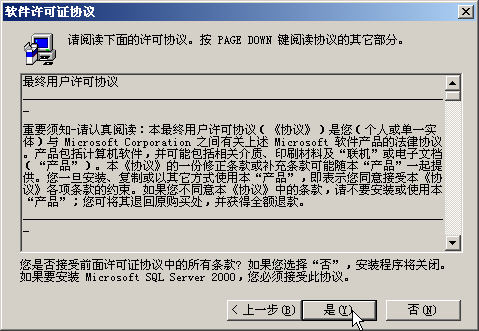 软件许可证协议
请阅读下面的许可协议。按 PAGE DOWN 键阅读协议的其它部分。
最终用户许可协议
重要须知-请认真阅读：本最终用户许可协议(《协议》)是您(个人或单一实
体)与 Microsoft Corporation 之间有关上述 Microsoft 软件产品的法律协议
。产品包括计算机软件，并可能包括相关介质、印刷材料及“联机”或电子文档
(“产品”)。本《协议》的一份修正条款或补充条款可能随本“产品”一起提
供。您一旦安装、复制或以其它方式使用本“产品”，即表示您同意接受本《协
议》各项条款的约束。如果您不同意本《协议》中的条款，请不要安装或使用本
“产品”；您可将其退回原购买处，并获得全额退款。
您是否接受前面许可证协议中的所有条款? 如果您选择“否”，安装程序将关闭。
如果要安装 Microsoft SQL Server 2000，您必须接受此协议。
< 上一步(B) 是(Y) 否(N)